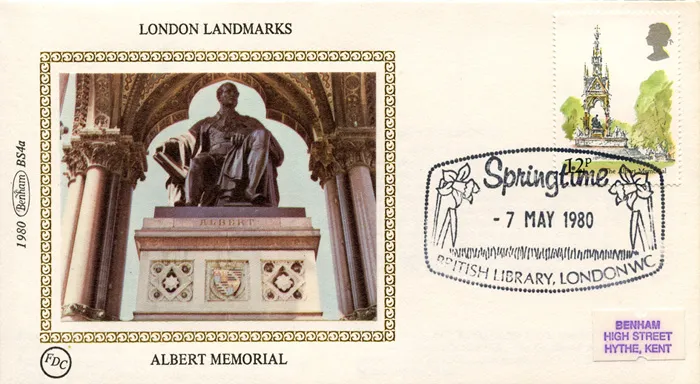 LONDON LANDMARKS
1980 Benham BS4a
ALBERT
FDC
ALBERT MEMORIAL
12P
Springtime
- 7 MAY 1980
BRITISH LIBRARY, LONDON WC
BENHAM
HIGH STREET
HYTHE, KENT